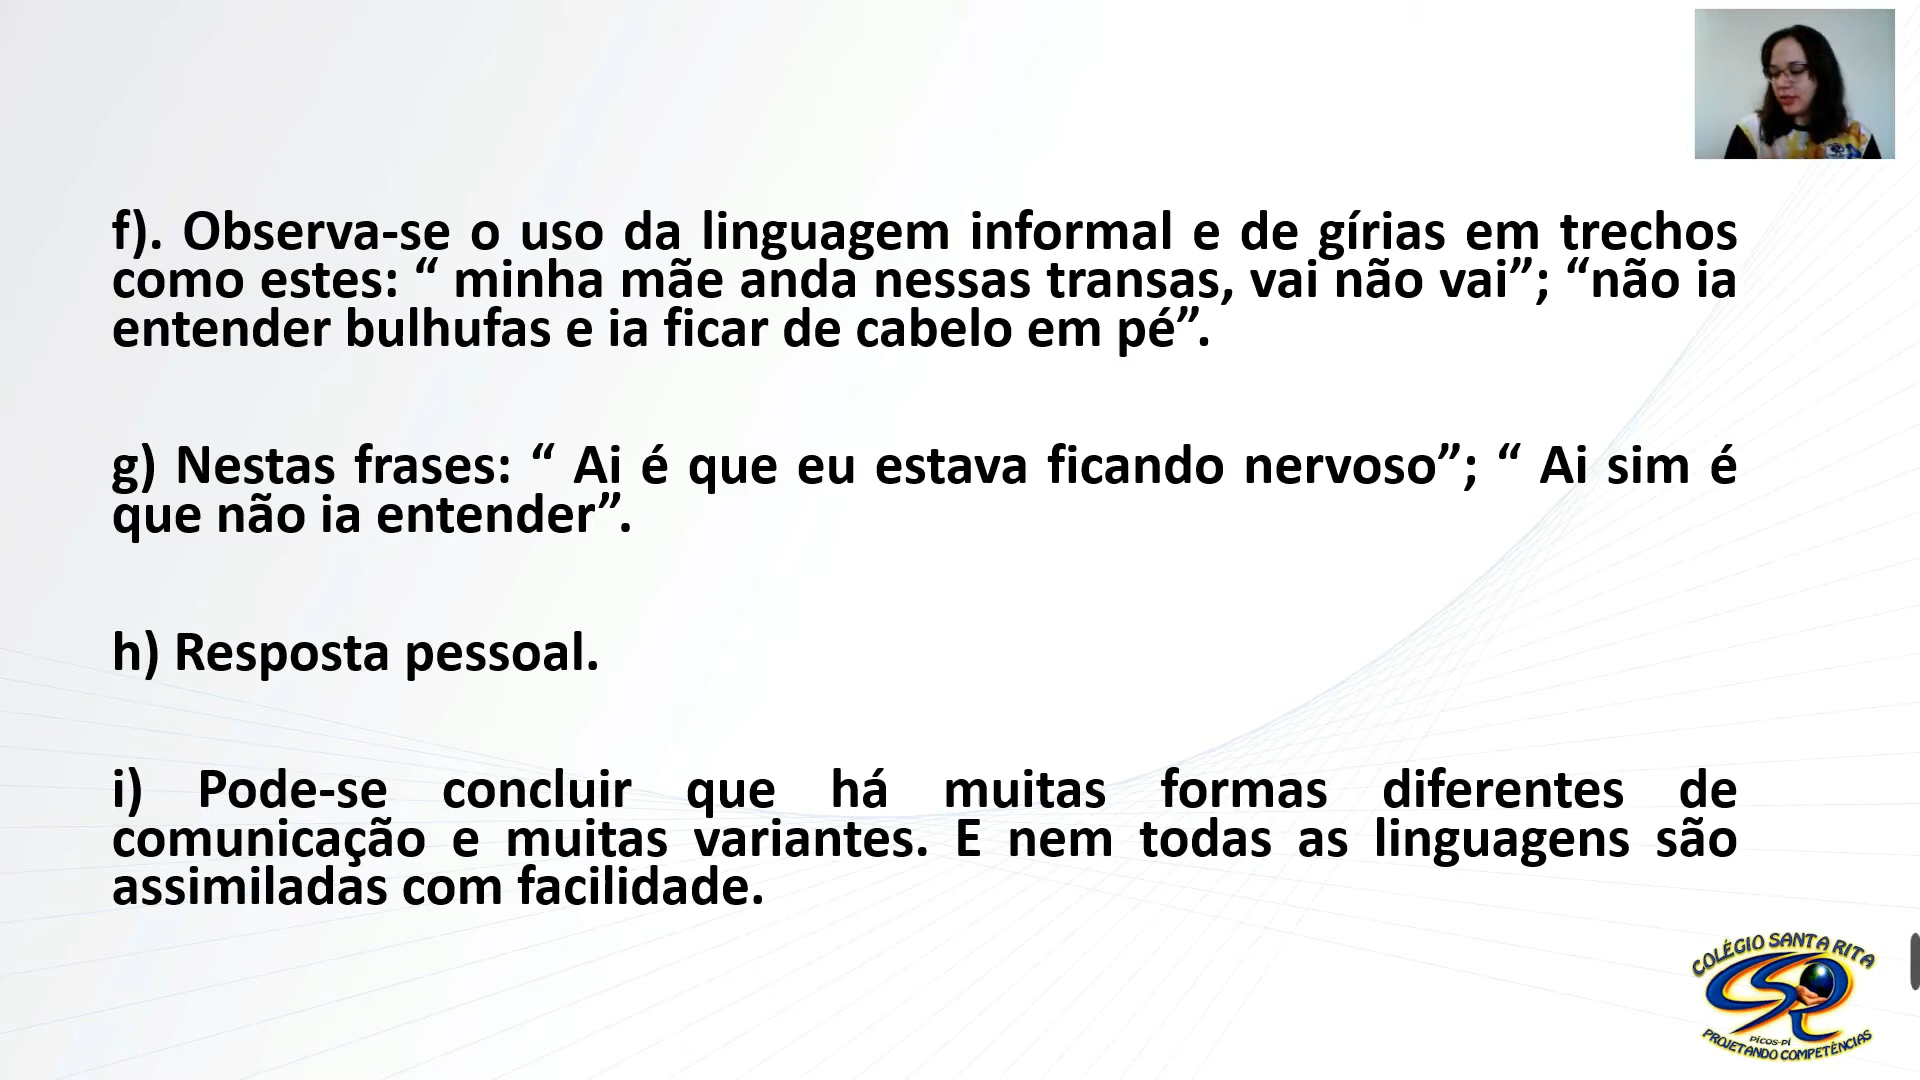 f). Observa-se o uso da linguagem informal e de gírias em trechos
como estes: “ minha mãe anda nessas transas, vai não vai”; “não ia
entender bulhufas e ia ficar de cabelo em pé”.
g) Nestas frases: “ Ai é que eu estava ficando nervoso”; “ Ai sim é
que não ia entender”.
h) Resposta pessoal.
i) Pode-se concluir que há muitas formas diferentes de
comunicação e muitas variantes. E nem todas as linguagens são
assimiladas com facilidade.
COLÉGIO SANTA RITA
PICOS-PI
PROJETANDO COMPETÊNCIAS